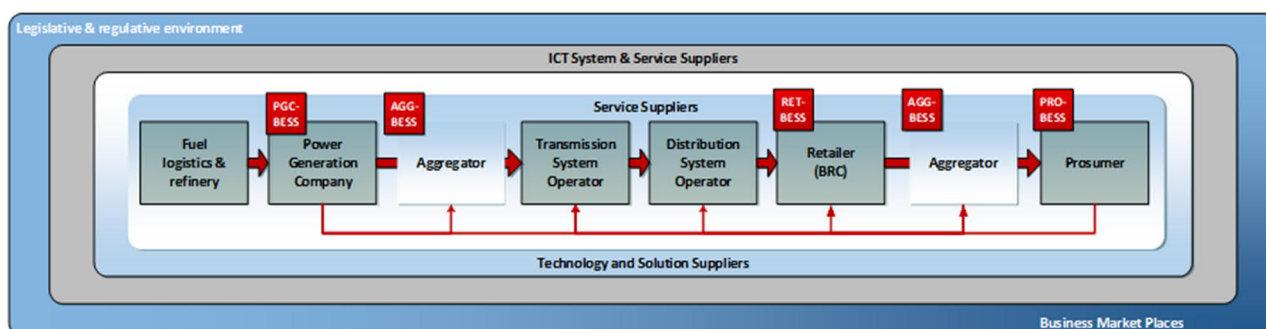 Legislative & regulative environment
ICT System & Service Suppliers
Service Suppliers
PGC-
BESS
AGG-
BESS
RET-
BESS
AGG-
BESS
PRO-
BESS
Fuel
logistics &
refinery
Power
Generation
Company
Aggregator
Transmission
System
Operator
Distribution
System
Operator
Retailer
(BRC)
Aggregator
Prosumer
Technology and Solution Suppliers
Business Market Places